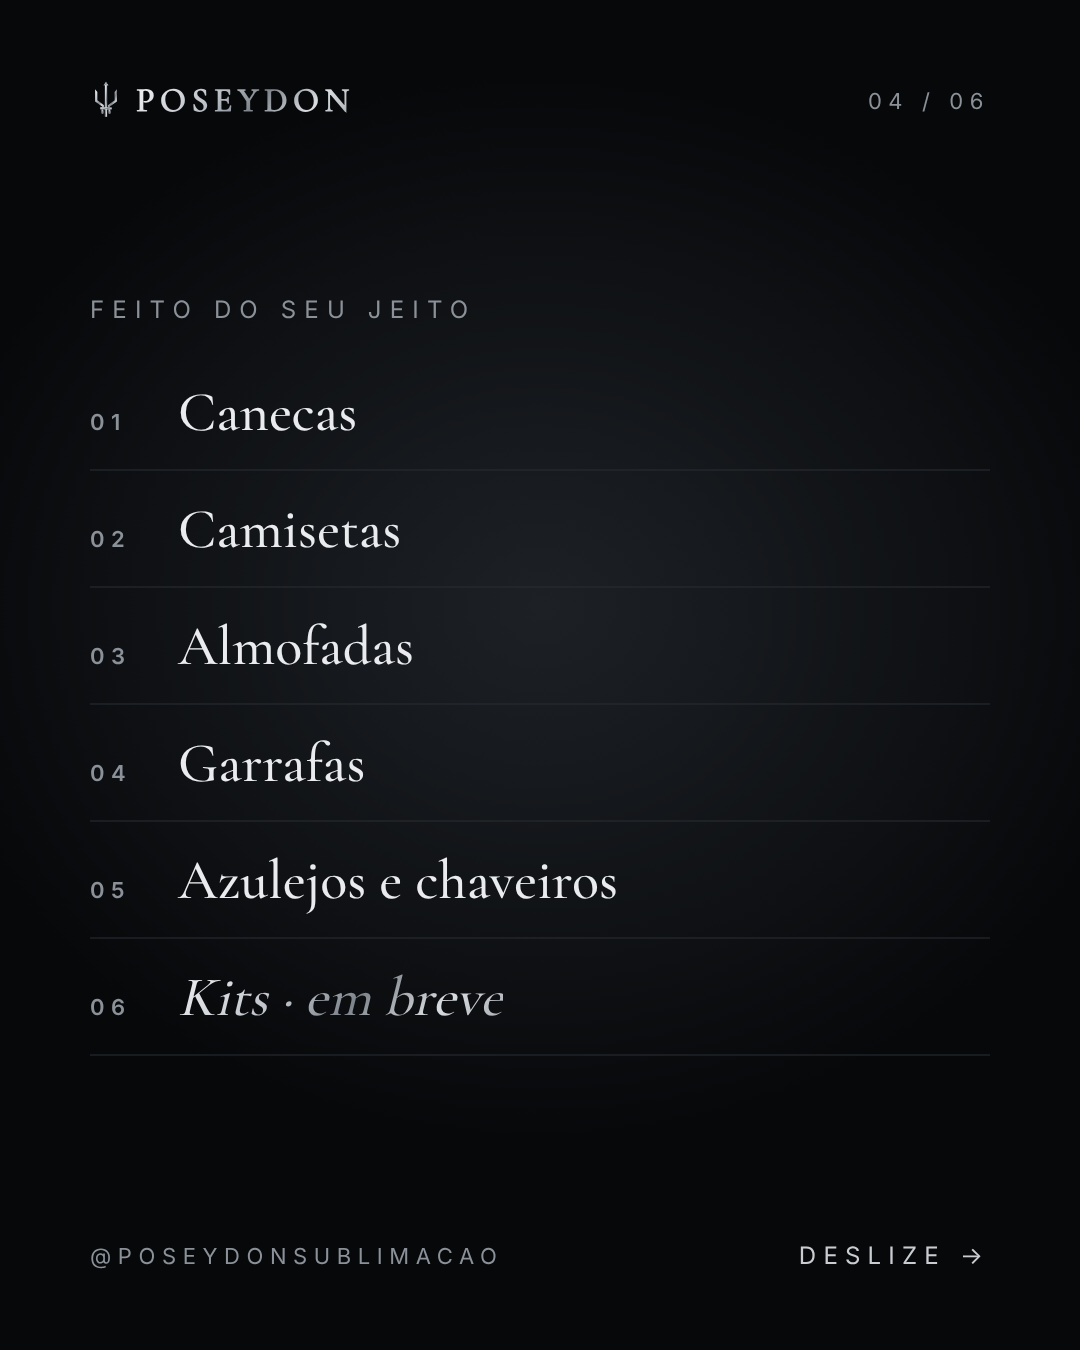 POSEYDON
04 / 06
FEITO DO SEU JEITO
01 Canecas
02 Camisetas
03 Almofadas
04 Garrafas
05 Azulejos e chaveiros
06 Kits · em breve
@POSEYDONSUBLIMACAO
DESLIZE →